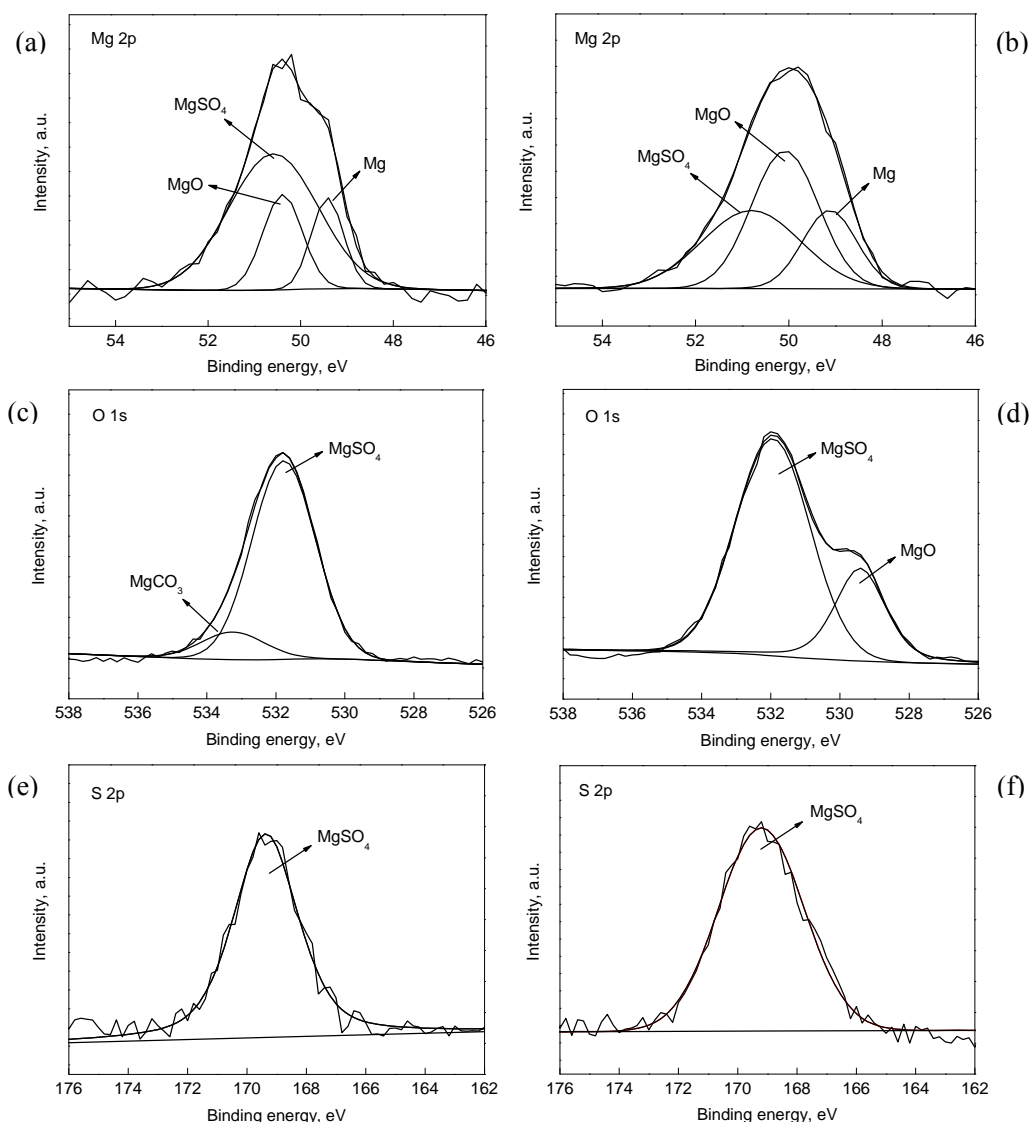 (a)
Mg 2p
MgSO4
MgO
Mg
Intensity, a.u.
54 52 50 48 46
Binding energy, eV
(b)
Mg 2p
MgO
MgSO4
Mg
Intensity, a.u.
54 52 50 48 46
Binding energy, eV
(c)
O 1s
MgSO4
MgCO3
Intensity, a.u.
538 536 534 532 530 528 526
Binding energy, eV
(d)
O 1s
MgSO4
MgO
Intensity, a.u.
538 536 534 532 530 528 526
Binding energy, eV
(e)
S 2p
MgSO4
Intensity, a.u.
176 174 172 170 168 166 164 162
Binding energy, eV
(f)
S 2p
MgSO4
Intensity, a.u.
176 174 172 170 168 166 164 162
Binding energy, eV